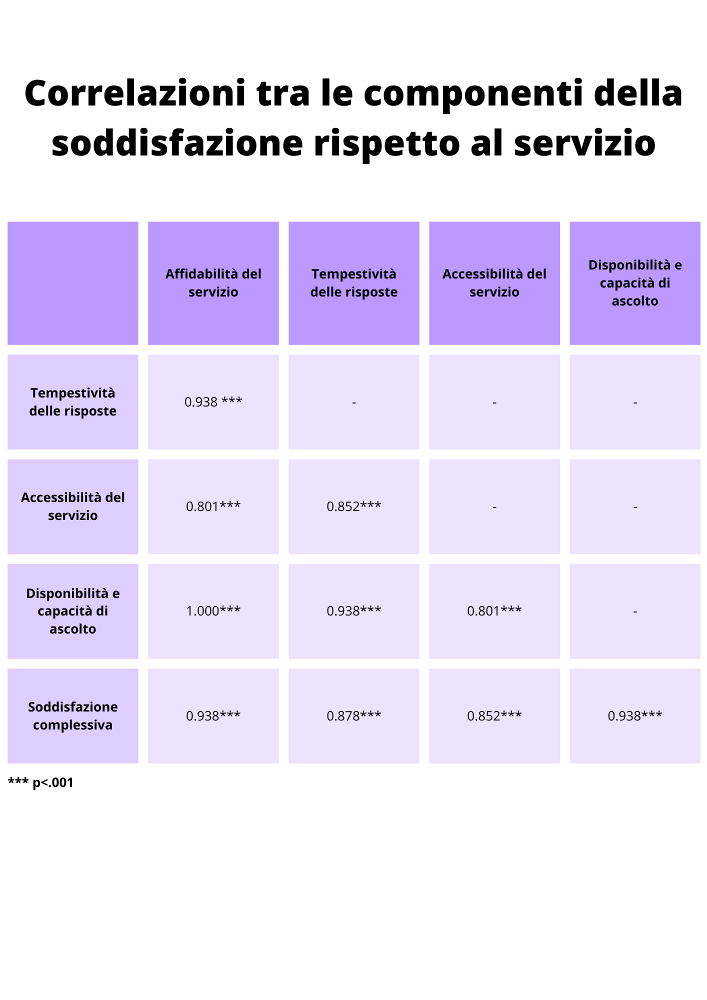 Correlazioni tra le componenti della
soddisfazione rispetto al servizio
Affidabilità del
servizio
Tempestività
delle risposte
Accessibilità del
servizio
Disponibilità e
capacità di
ascolto
Tempestività
delle risposte
0.938 ***
-
-
-
Accessibilità del
servizio
0.801***
0.852***
-
-
Disponibilità e
capacità di
ascolto
1.000***
0.938***
0.801***
-
Soddisfazione
complessiva
0.938***
0.878***
0.852***
0.938***
*** p<.001